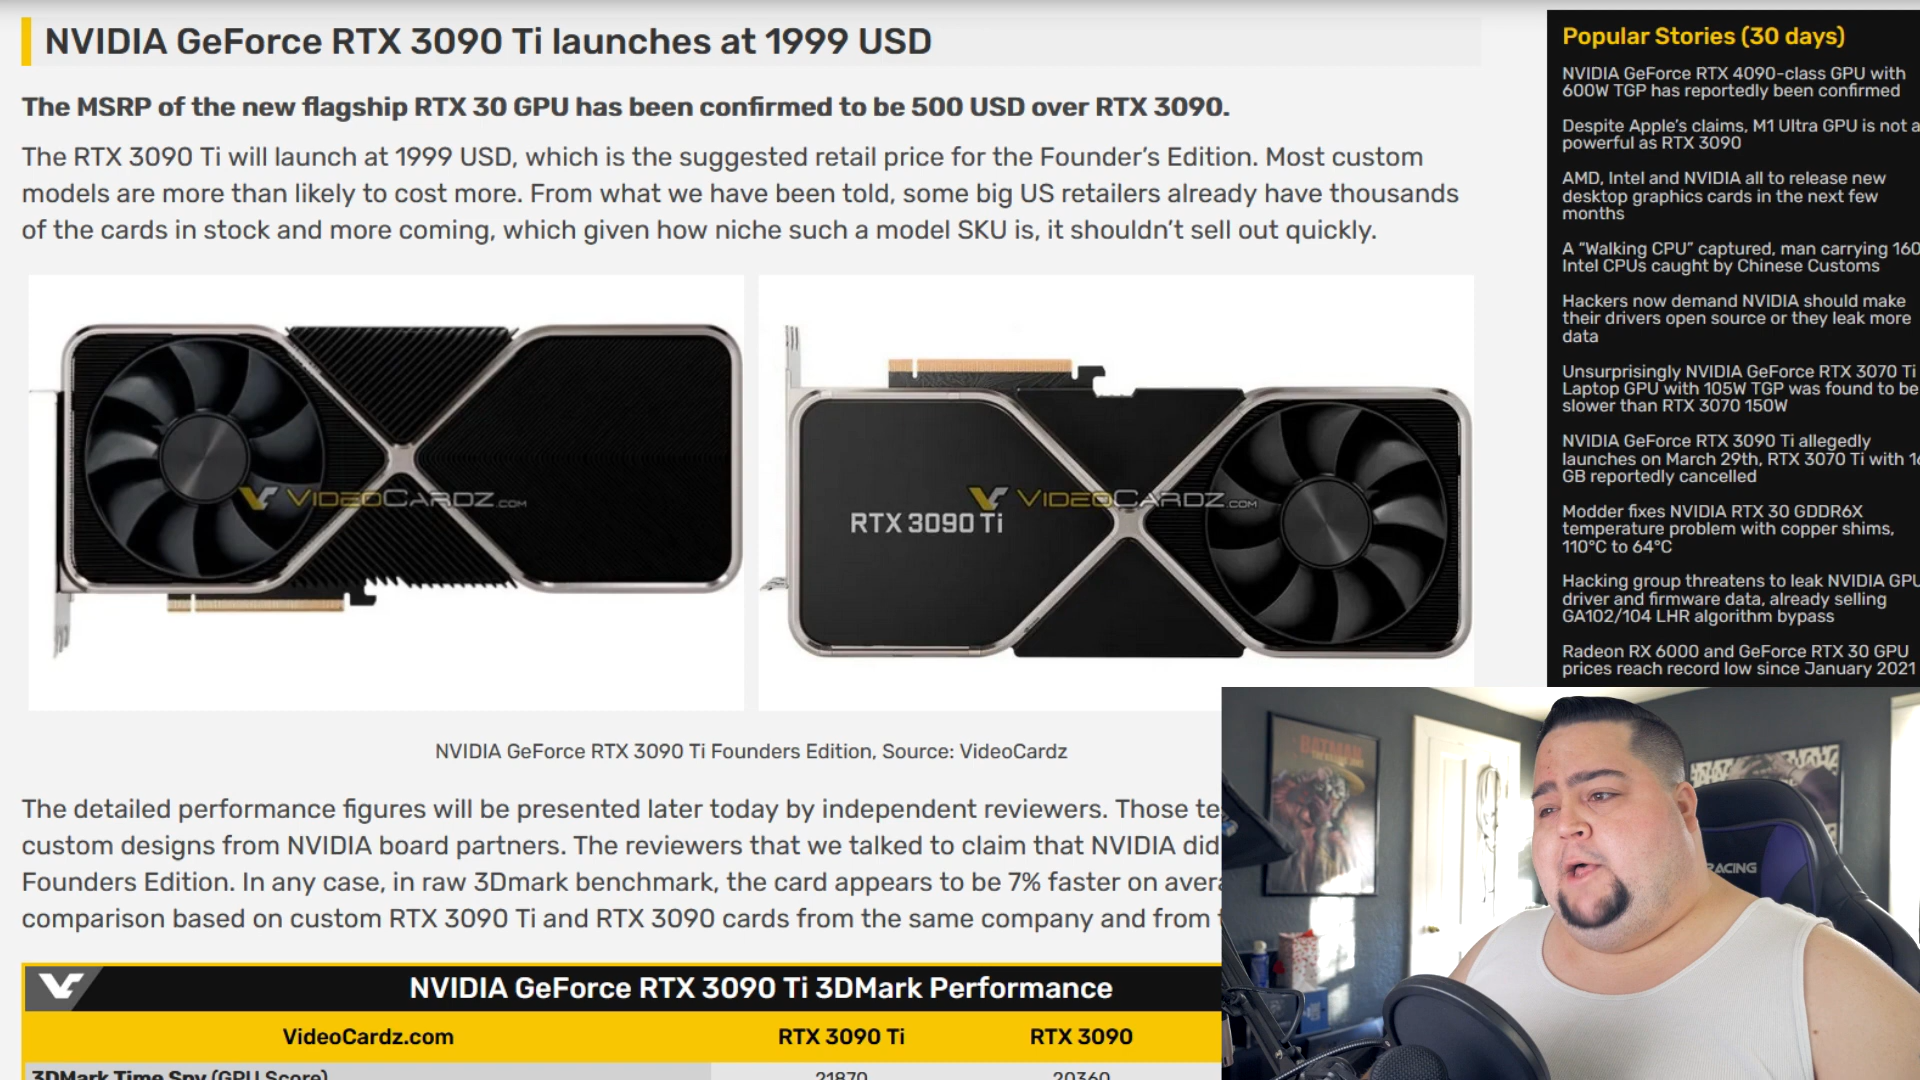 NVIDIA GeForce RTX 3090 Ti launches at 1999 USD
The MSRP of the new flagship RTX 30 GPU has been confirmed to be 500 USD over RTX 3090.
The RTX 3090 Ti will launch at 1999 USD, which is the suggested retail price for the Founder's Edition. Most custom
models are more than likely to cost more. From what we have been told, some big US retailers already have thousands
of the cards in stock and more coming, which given how niche such a model SKU is, it shouldn't sell out quickly.
VIDEOCARDZ.COM
VIDEOCARDZ.COM
RTX 3090 Ti
NVIDIA GeForce RTX 3090 Ti Founders Edition, Source: VideoCardz
The detailed performance figures will be presented later today by independent reviewers. Those te
custom designs from NVIDIA board partners. The reviewers that we talked to claim that NVIDIA did
Founders Edition. In any case, in raw 3Dmark benchmark, the card appears to be 7% faster on aver
comparison based on custom RTX 3090 Ti and RTX 3090 cards from the same company and from
NVIDIA GeForce RTX 3090 Ti 3DMark Performance
VideoCardz.com RTX 3090 Ti RTX 3090
3DMark Time Spy (GPU Score) 21870 20360
Popular Stories (30 days)
NVIDIA GeForce RTX 4090-class GPU with
600W TGP has reportedly been confirmed
Despite Apple's claims, M1 Ultra GPU is not a
powerful as RTX 3090
AMD, Intel and NVIDIA all to release new
desktop graphics cards in the next few
months
A "Walking CPU" captured, man carrying 160
Intel CPUs caught by Chinese Customs
Hackers now demand NVIDIA should make
their drivers open source or they leak more
data
Unsurprisingly NVIDIA GeForce RTX 3070 Ti
Laptop GPU with 105W TGP was found to be
slower than RTX 3070 150W
NVIDIA GeForce RTX 3090 Ti allegedly
launches on March 29th, RTX 3070 Ti with 16
GB reportedly cancelled
Modder fixes NVIDIA RTX 30 GDDR6X
temperature problem with copper shims,
110°C to 64°C
Hacking group threatens to leak NVIDIA GPU
driver and firmware data, already selling
GA102/104 LHR algorithm bypass
Radeon RX 6000 and GeForce RTX 30 GPU
prices reach record low since January 2021
BATMAN
RACING